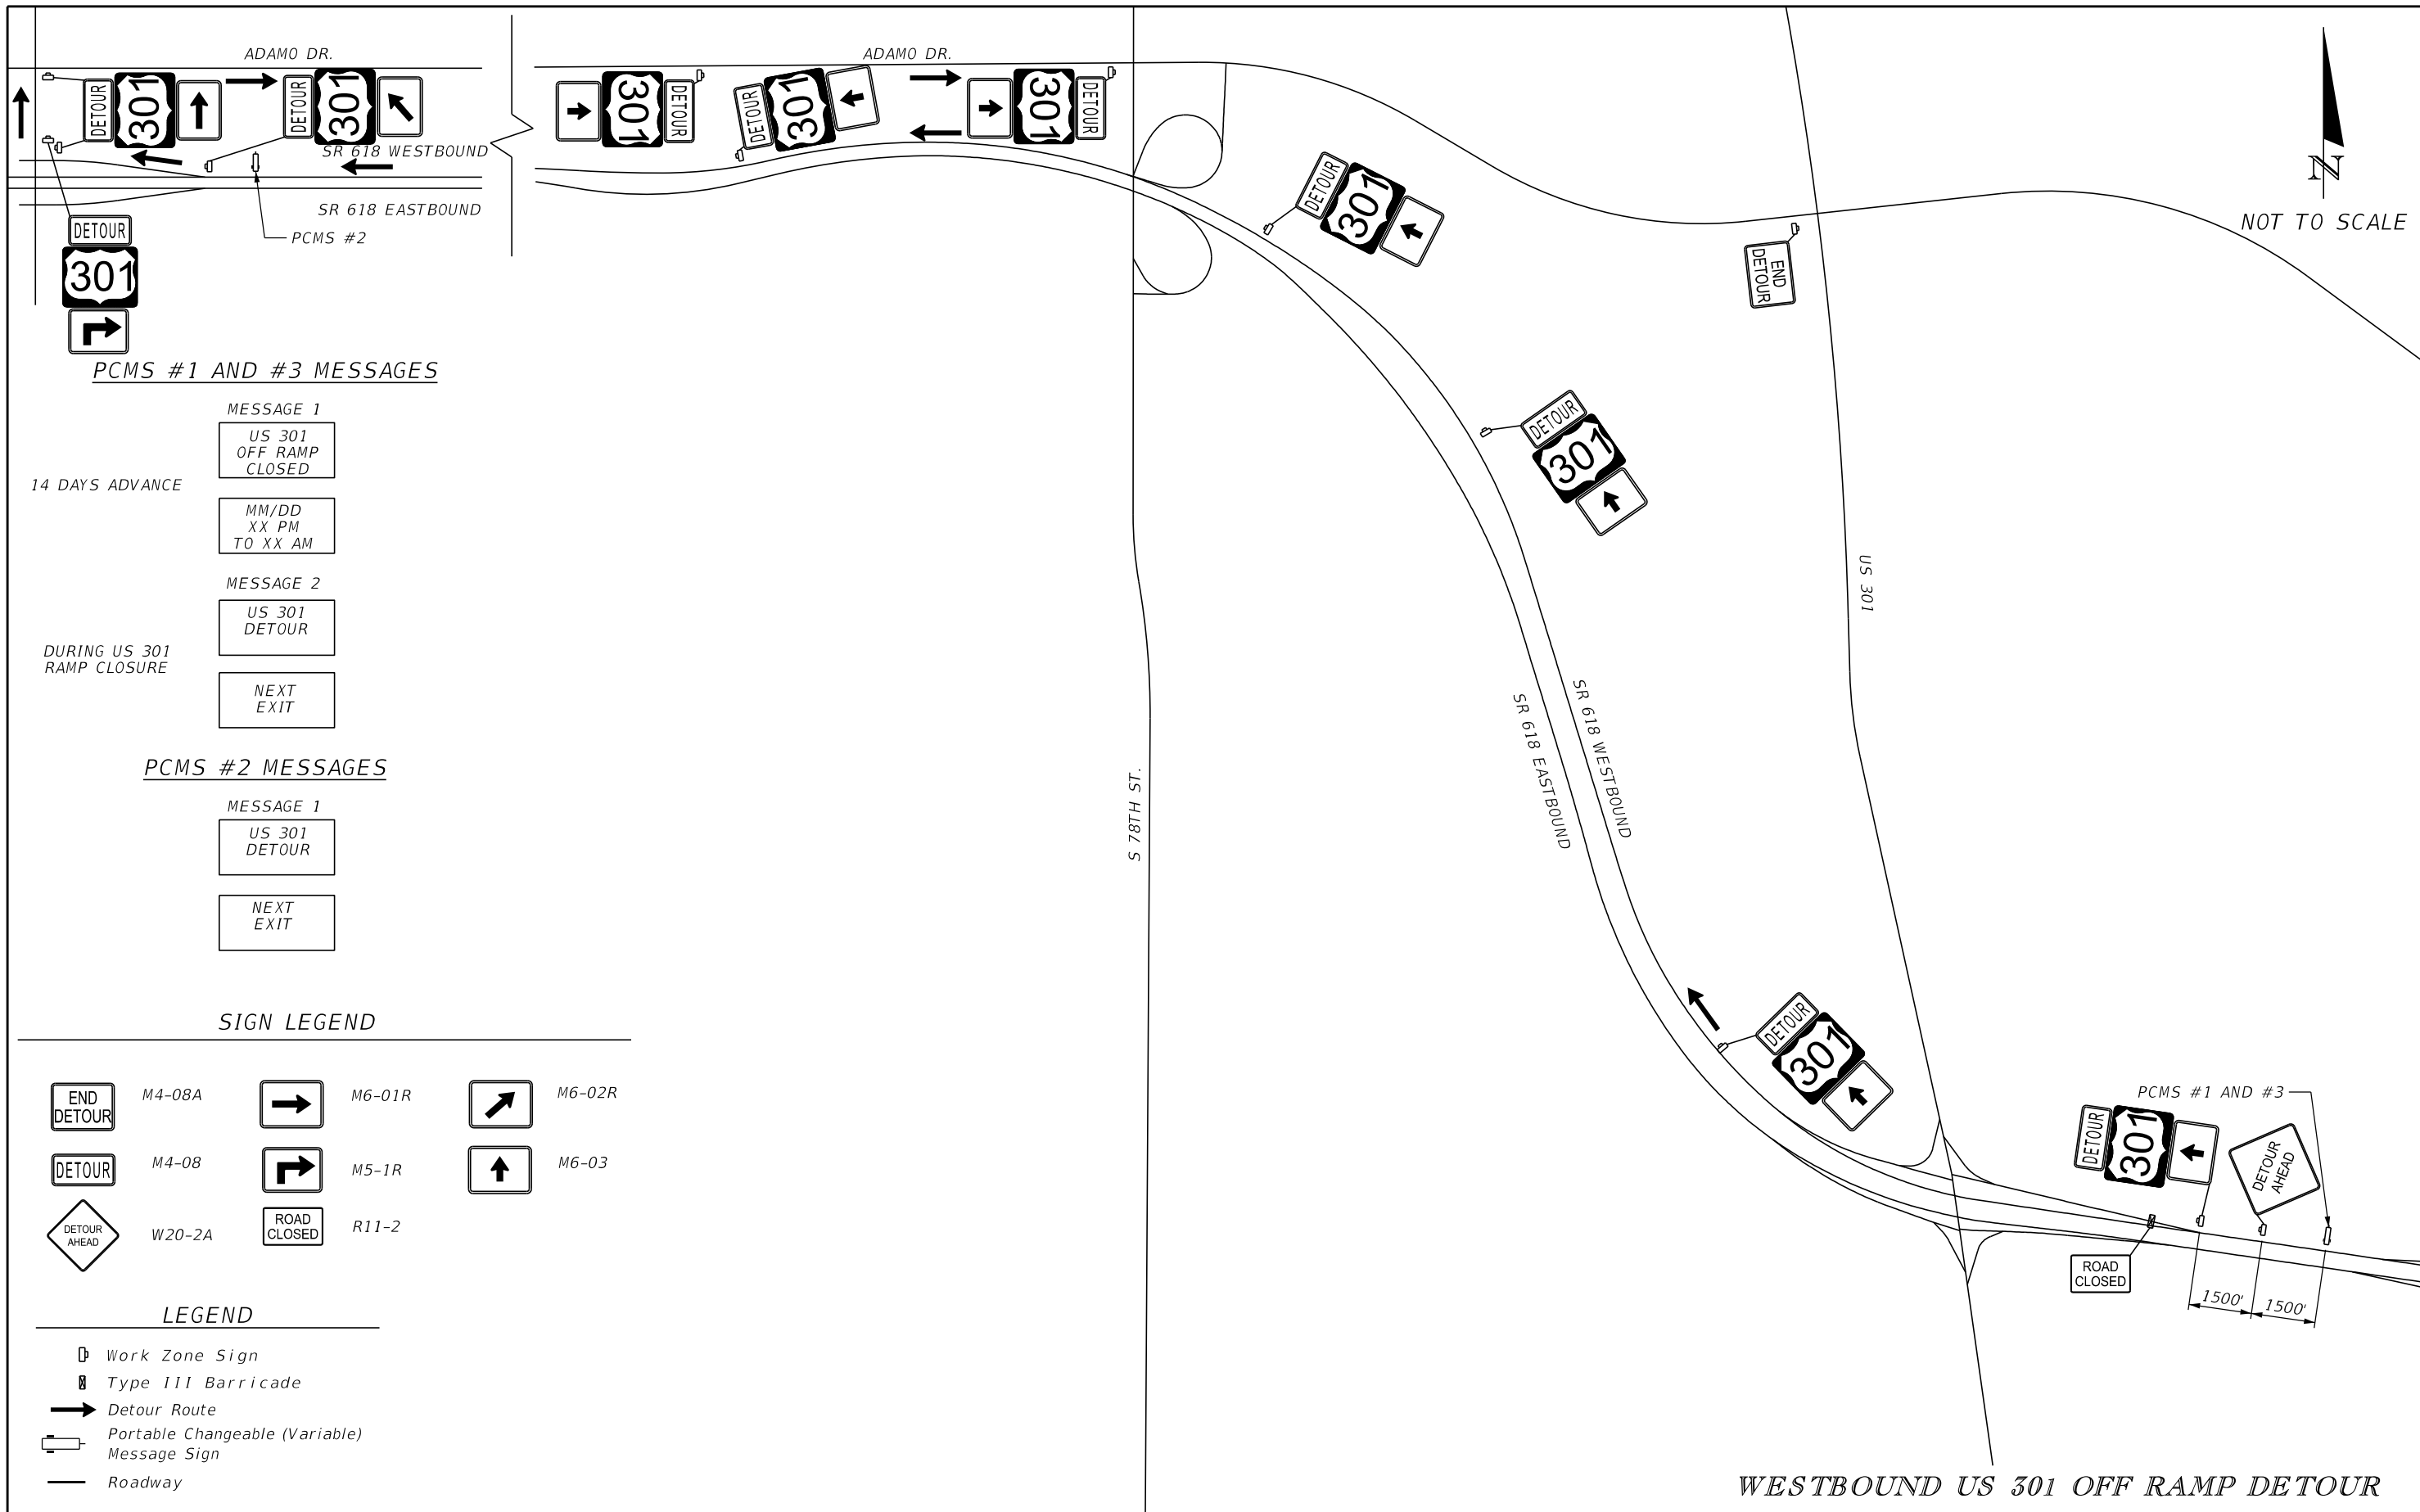 ADAMO DR.
ADAMO DR.
DETOUR
301
DETOUR
301
301
DETOUR
DETOUR
301
301
DETOUR
SR 618 WESTBOUND
SR 618 EASTBOUND
PCMS #2
DETOUR
301
DETOUR
301
END
DETOUR
N
NOT TO SCALE
PCMS #1 AND #3 MESSAGES
MESSAGE 1
US 301
OFF RAMP
CLOSED
14 DAYS ADVANCE
MM/DD
XX PM
TO XX AM
MESSAGE 2
US 301
DETOUR
DURING US 301
RAMP CLOSURE
NEXT
EXIT
PCMS #2 MESSAGES
MESSAGE 1
US 301
DETOUR
NEXT
EXIT
DETOUR
301
US 301
SR 618 WESTBOUND
SR 618 EASTBOUND
S 78TH ST.
DETOUR
301
PCMS #1 AND #3
DETOUR
301
DETOUR
AHEAD
ROAD
CLOSED
1500'
1500'
SIGN LEGEND
END
DETOUR
M4-08A
M6-01R
M6-02R
DETOUR
M4-08
M5-1R
M6-03
DETOUR
AHEAD
W20-2A
ROAD
CLOSED
R11-2
LEGEND
Work Zone Sign
Type III Barricade
Detour Route
Portable Changeable (Variable)
Message Sign
Roadway
WESTBOUND US 301 OFF RAMP DETOUR